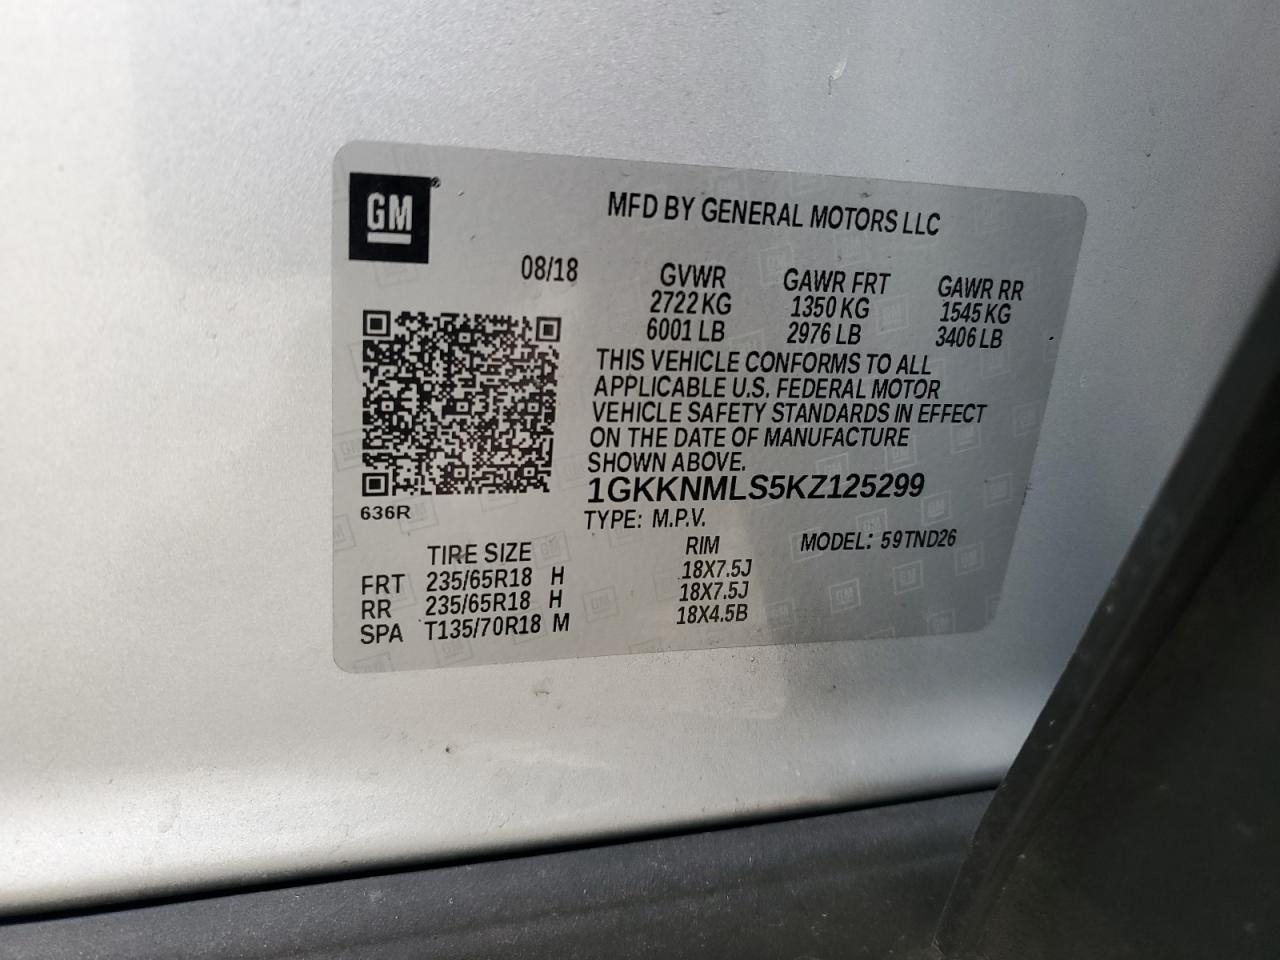 GM®
MFD BY GENERAL MOTORS LLC
08/18
GVWR GAWR FRT GAWR RR
2722 KG 1350 KG 1545 KG
6001 LB 2976 LB 3406 LB
THIS VEHICLE CONFORMS TO ALL
APPLICABLE U.S. FEDERAL MOTOR
VEHICLE SAFETY STANDARDS IN EFFECT
ON THE DATE OF MANUFACTURE
SHOWN ABOVE.
1GKKNMLS5KZ125299
636R
TYPE: M.P.V. MODEL: 59TND26
TIRE SIZE RIM
FRT 235/65R18 H 18X7.5J
RR 235/65R18 H 18X7.5J
SPA T135/70R18 M 18X4.5B